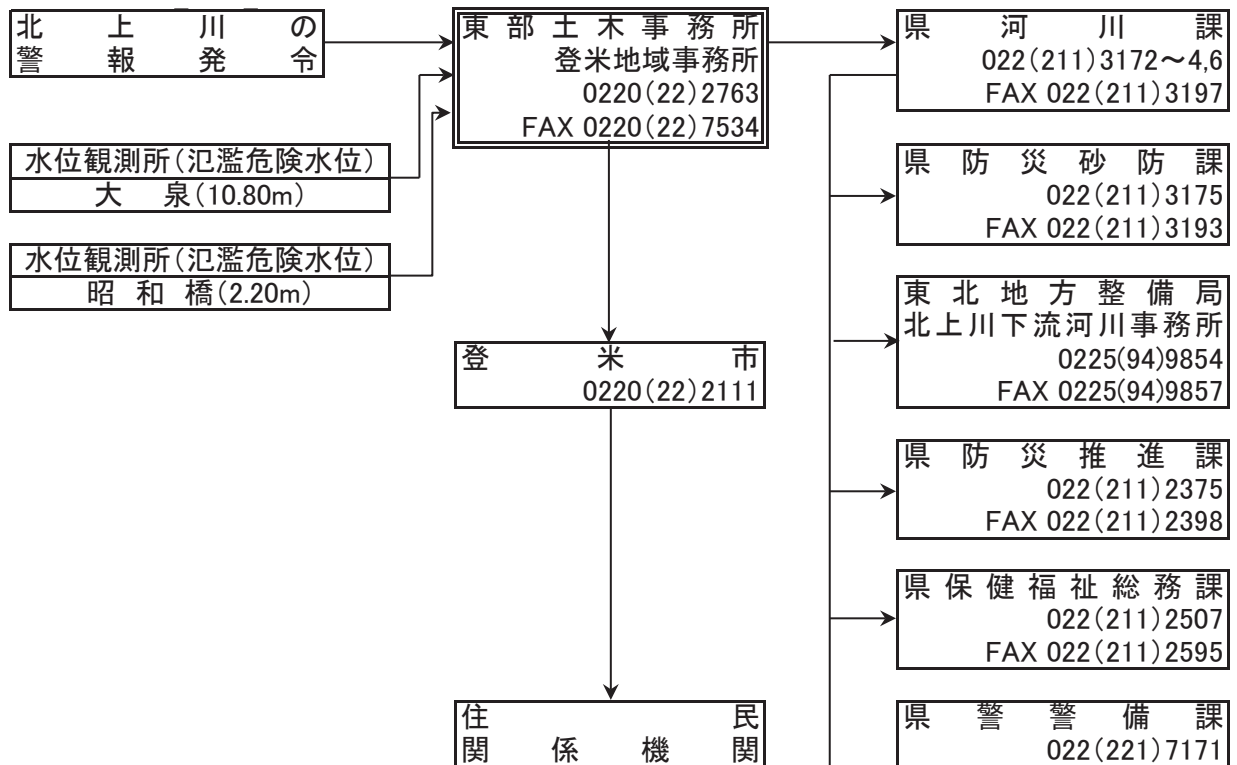 北上川の
警報発令
水位観測所(氾濫危険水位)
大泉(10.80m)
水位観測所(氾濫危険水位)
昭和橋(2.20m)
東部土木事務所
登米地域事務所
0220(22)2763
FAX 0220(22)7534
登米市
0220(22)2111
住民
関係機関
県河川課
022(211)3172～4,6
FAX 022(211)3197
県防災砂防課
022(211)3175
FAX 022(211)3193
東北地方整備局
北上川下流河川事務所
0225(94)9854
FAX 0225(94)9857
県防災推進課
022(211)2375
FAX 022(211)2398
県保健福祉総務課
022(211)2507
FAX 022(211)2595
県警警備課
022(221)7171